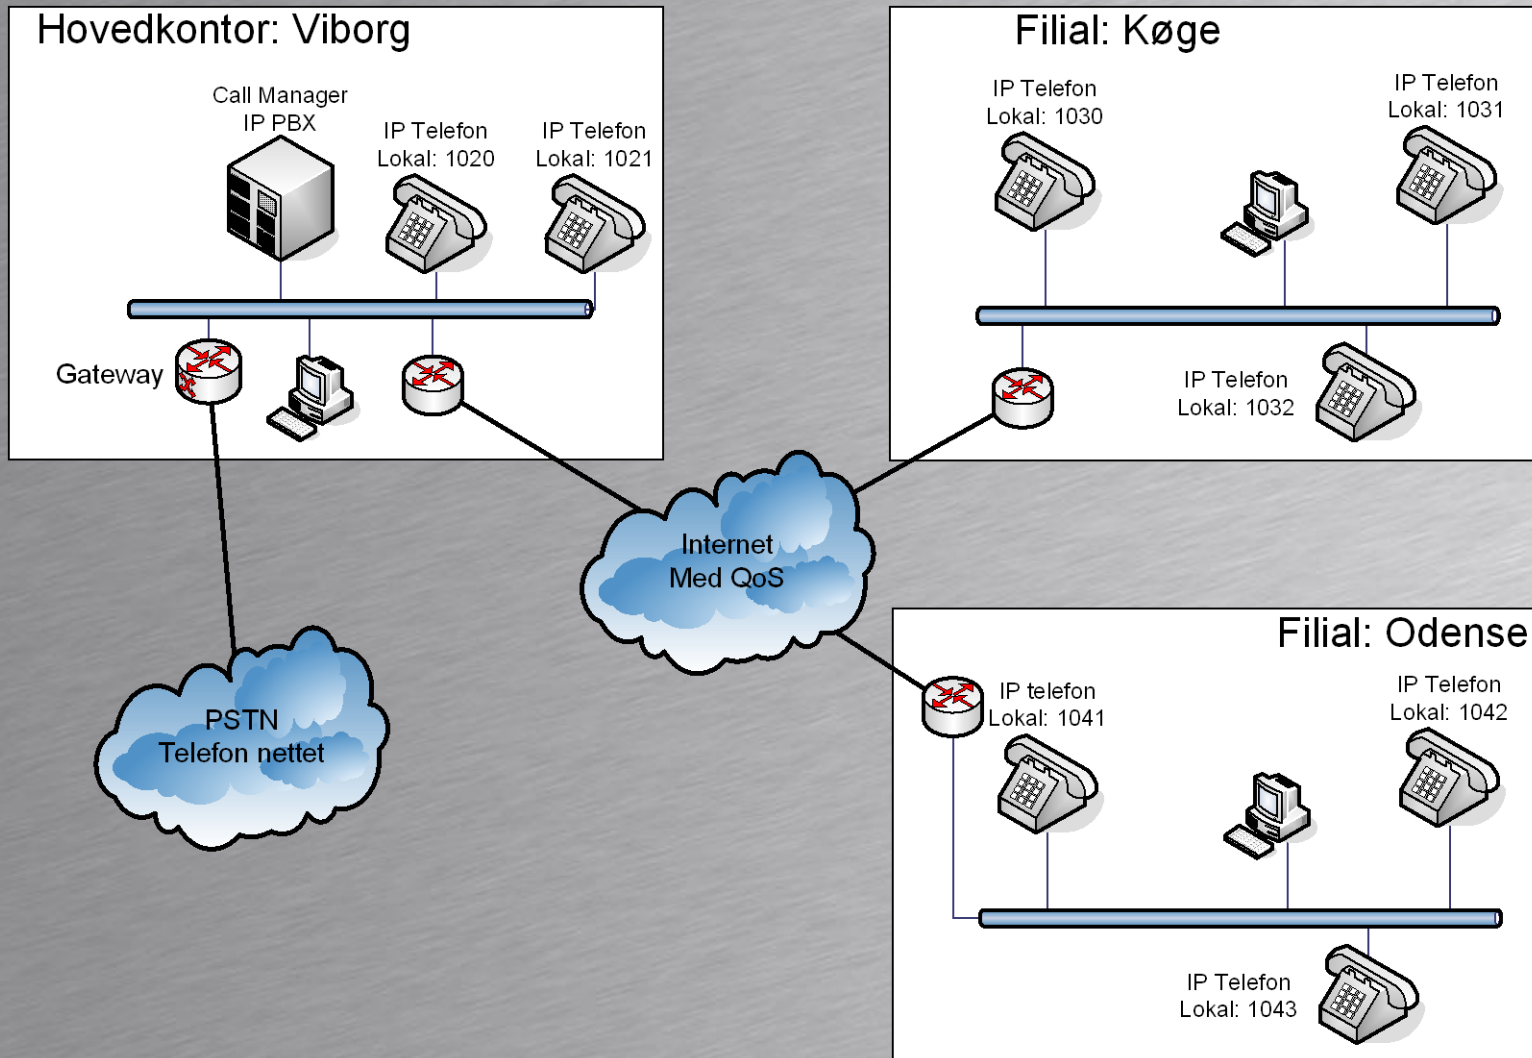 Hovedkontor: Viborg
Call Manager
IP PBX
IP Telefon
Lokal: 1020
IP Telefon
Lokal: 1021
Gateway
Filial: Køge
IP Telefon
Lokal: 1030
IP Telefon
Lokal: 1031
IP Telefon
Lokal: 1032
Internet
Med QoS
PSTN
Telefon nettet
Filial: Odense
IP telefon
Lokal: 1041
IP Telefon
Lokal: 1042
IP Telefon
Lokal: 1043